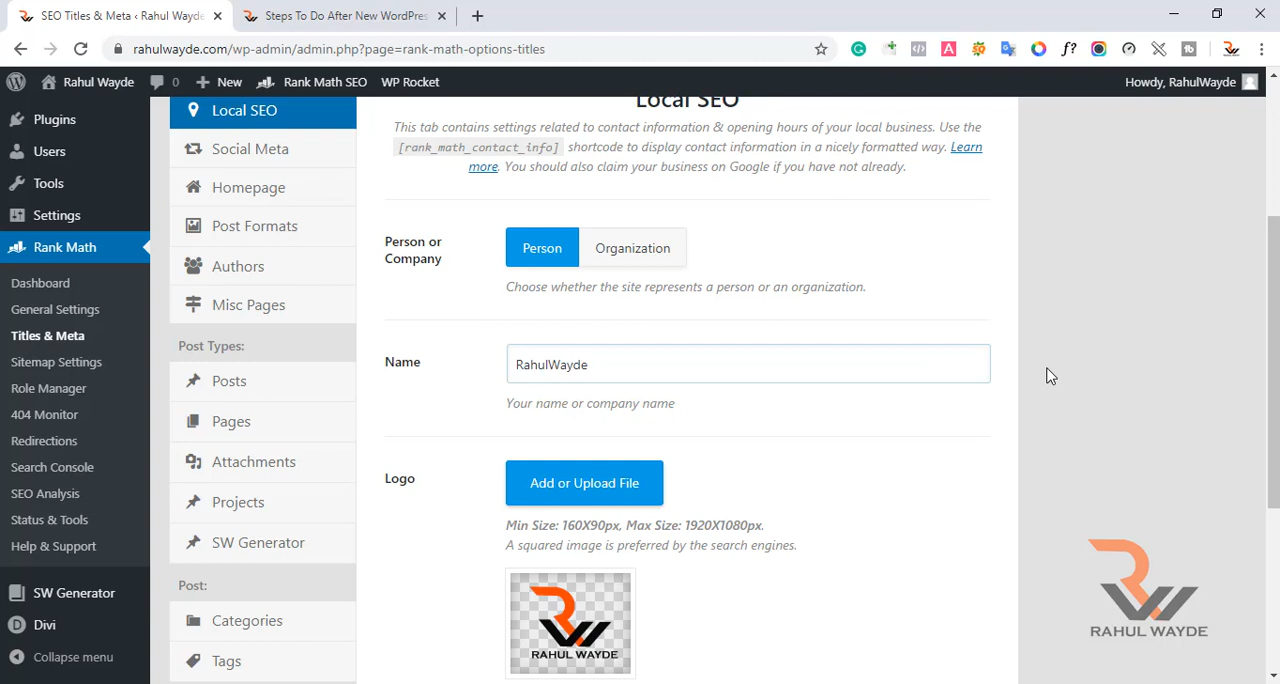 SEO Titles & Meta ‹ Rahul Wayde
Steps To Do After New WordPres
rahulwayde.com/wp-admin/admin.php?page=rank-math-options-titles
Rahul Wayde
0
New
Rank Math SEO
WP Rocket
Howdy, RahulWayde
Plugins
Users
Tools
Settings
Rank Math
Dashboard
General Settings
Titles & Meta
Sitemap Settings
Role Manager
404 Monitor
Redirections
Search Console
SEO Analysis
Status & Tools
Help & Support
SW Generator
Divi
Collapse menu
Local SEO
Social Meta
Homepage
Post Formats
Authors
Misc Pages
Post Types:
Posts
Pages
Attachments
Projects
SW Generator
Post:
Categories
Tags
Local SEO
This tab contains settings related to contact information & opening hours of your local business. Use the
[rank_math_contact_info] shortcode to display contact information in a nicely formatted way. Learn
more. You should also claim your business on Google if you have not already.
Person or
Company
Person
Organization
Choose whether the site represents a person or an organization.
Name
RahulWayde
Your name or company name
Logo
Add or Upload File
Min Size: 160X90px, Max Size: 1920X1080px.
A squared image is preferred by the search engines.
RAHUL WAYDE
RAHUL WAYDE